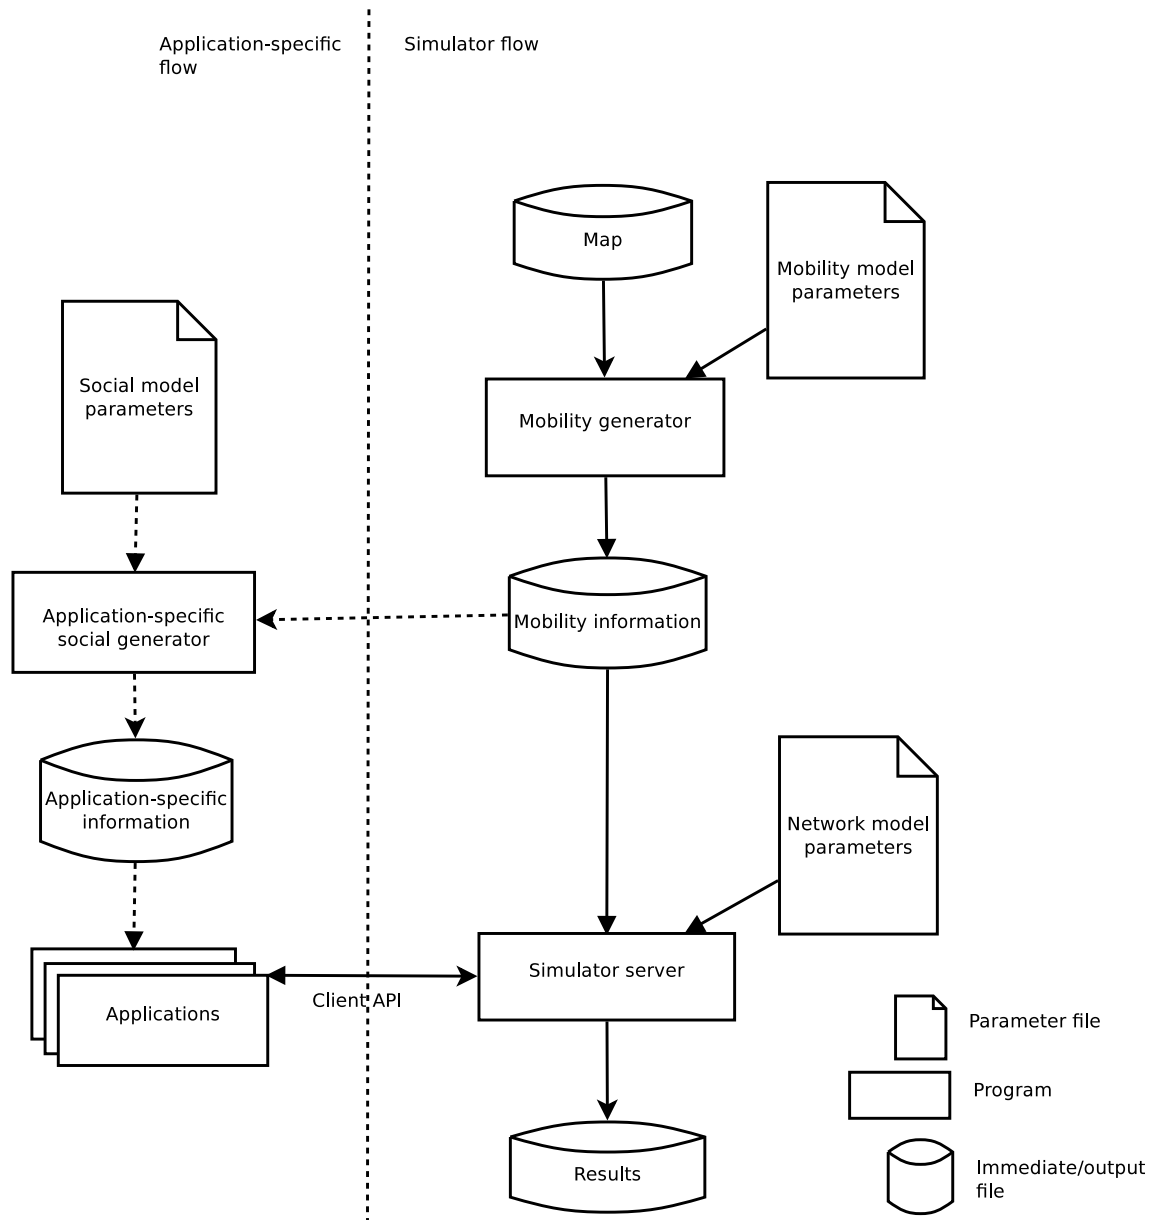 Application-specific
flow
Simulator flow
Map
Mobility model
parameters
Social model
parameters
Mobility generator
Application-specific
social generator
Mobility information
Application-specific
information
Network model
parameters
Simulator server
Client API
Applications
Parameter file
Program
Results
Immediate/output
file